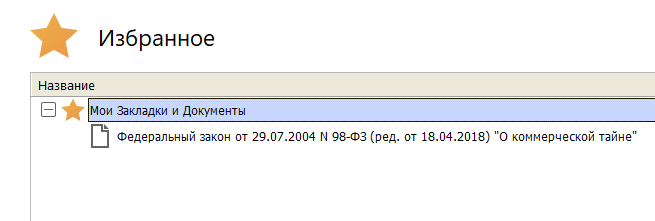 Избранное
Название
Мои Закладки и Документы
Федеральный закон от 29.07.2004 N 98-ФЗ (ред. от 18.04.2018) "О коммерческой тайне"